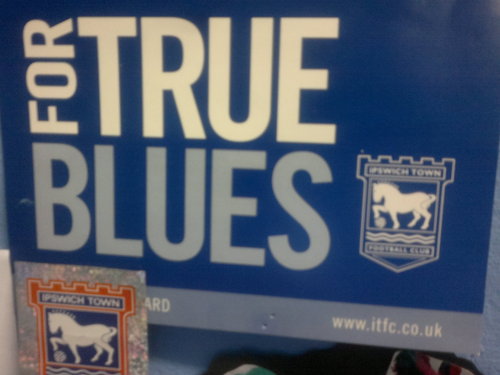 FOR TRUE
BLUES
IPSWICH TOWN
FOOTBALL CLUB
ARD
www.itfc.co.uk
IPSWICH TOWN